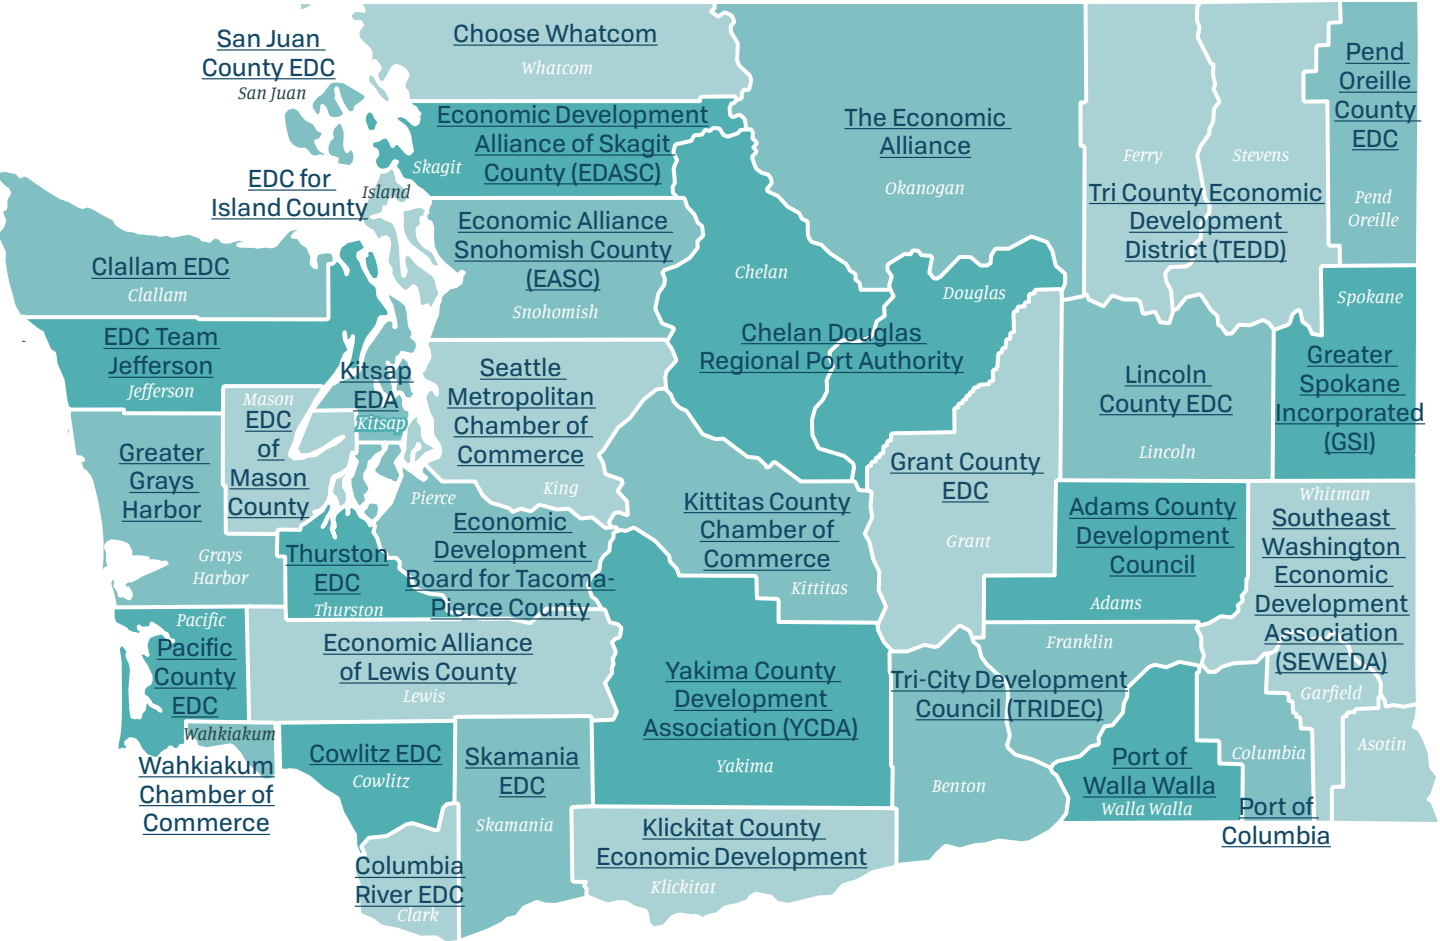 San Juan
County EDC
San Juan
Choose Whatcom
Whatcom
Economic Development
Alliance of Skagit
County (EDASC)
Skagit
EDC for
Island County
Island
Economic Alliance
Snohomish County
(EASC)
Snohomish
The Economic
Alliance
Okanogan
Ferry
Stevens
Tri County Economic
Development
District (TEDD)
Pend
Oreille
County
EDC
Pend
Oreille
Clallam EDC
Clallam
EDC Team
Jefferson
Jefferson
Kitsap
EDA
Kitsap
Seattle
Metropolitan
Chamber of
Commerce
King
Chelan
Douglas
Chelan Douglas
Regional Port Authority
Lincoln
County EDC
Lincoln
Spokane
Greater
Spokane
Incorporated
(GSI)
Mason
EDC
of
Mason
County
Greater
Grays
Harbor
Grays
Harbor
Pierce
Economic
Development
Board for Tacoma-
Pierce County
Thurston
EDC
Thurston
Kittitas County
Chamber of
Commerce
Kittitas
Grant County
EDC
Grant
Adams County
Development
Council
Adams
Whitman
Southeast
Washington
Economic
Development
Association
(SEWEDA)
Garfield
Asotin
Pacific
Pacific
County
EDC
Economic Alliance
of Lewis County
Lewis
Yakima County
Development
Association (YCDA)
Yakima
Franklin
Tri-City Development
Council (TRIDEC)
Benton
Wahkiakum
Wahkiakum
Chamber of
Commerce
Cowlitz EDC
Cowlitz
Skamania
EDC
Skamania
Port of
Walla Walla
Walla Walla
Columbia
Port of
Columbia
Klickitat County
Economic Development
Klickitat
Columbia
River EDC
Clark